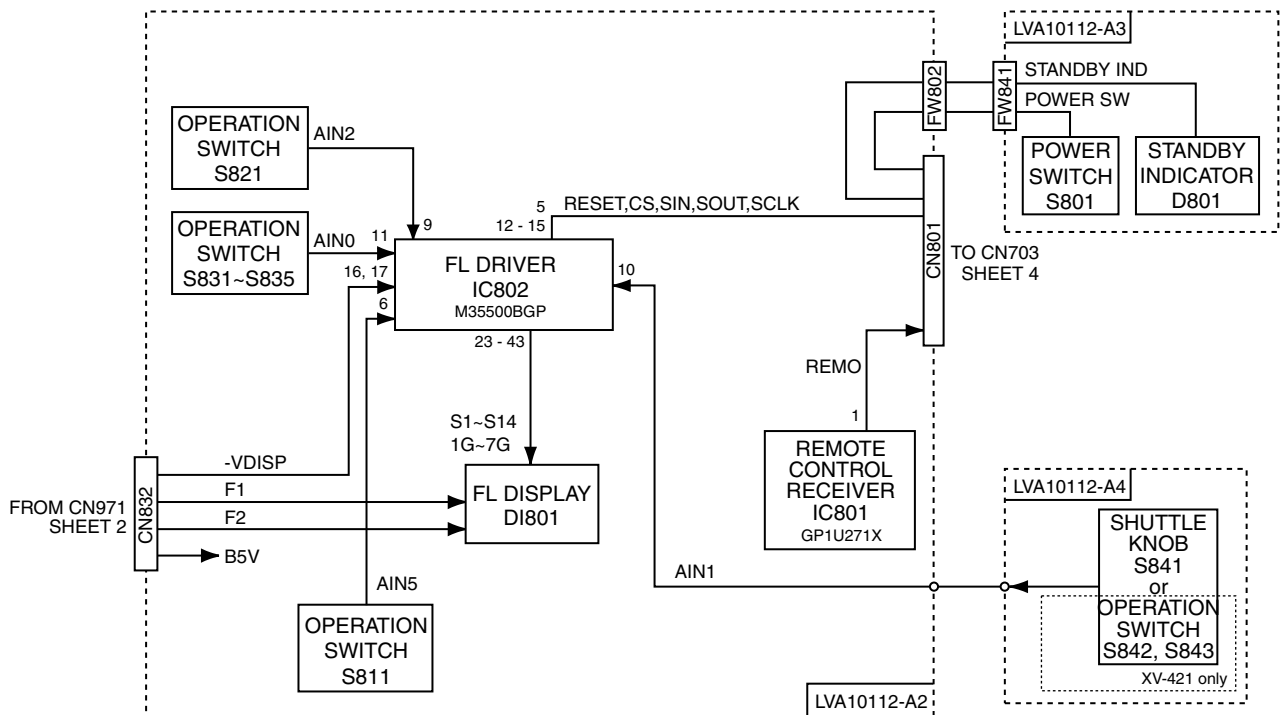 LVA10112-A3
FW802
FW841
STANDBY IND
POWER SW
POWER
SWITCH
S801
STANDBY
INDICATOR
D801
OPERATION
SWITCH
S821
AIN2
9
OPERATION
SWITCH
S831~S835
AIN0
11
16, 17
6
5
12 - 15
RESET,CS,SIN,SOUT,SCLK
CN801
TO CN703
SHEET 4
FL DRIVER
IC802
M35500BGP
10
23 - 43
REMO
1
S1~S14
1G~7G
REMOTE
CONTROL
RECEIVER
IC801
GP1U271X
FROM CN971
SHEET 2
CN832
-VDISP
F1
F2
B5V
FL DISPLAY
DI801
AIN5
OPERATION
SWITCH
S811
AIN1
LVA10112-A4
SHUTTLE
KNOB
S841
or
OPERATION
SWITCH
S842, S843
XV-421 only
LVA10112-A2